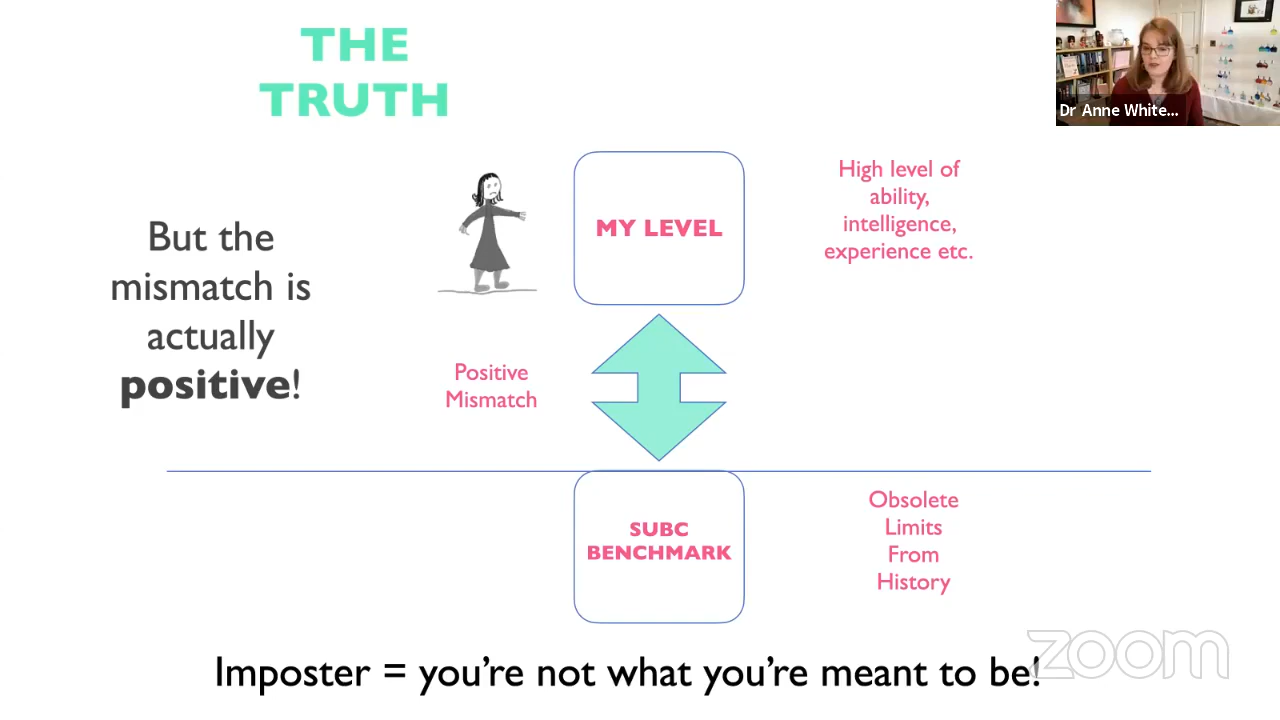 THE
TRUTH
Dr Anne White...
But the
mismatch is
actually
positive!
MY LEVEL
High level of
ability,
intelligence,
experience etc.
Positive
Mismatch
SUBC
BENCHMARK
Obsolete
Limits
From
History
Imposter = you're not what you're meant to be!
zoom